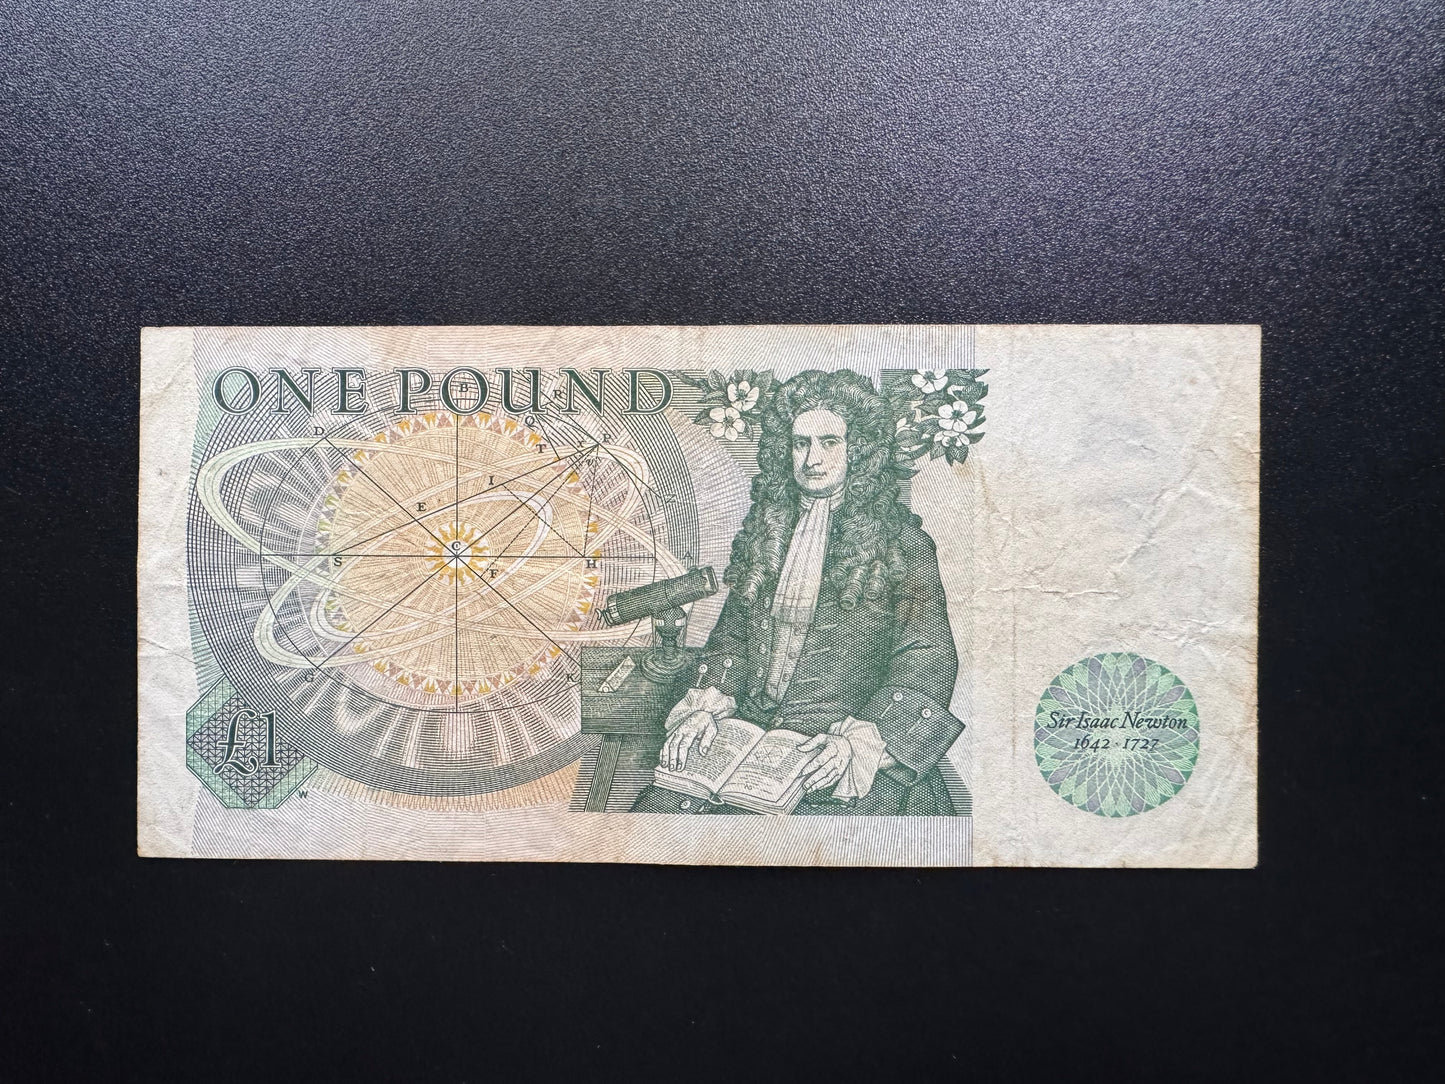 ONE POUND
B
R
D
Q
P
T
I
E
Z
C
A
S
H
F
G
K
£1
W
Sir Isaac Newton
1642·1727